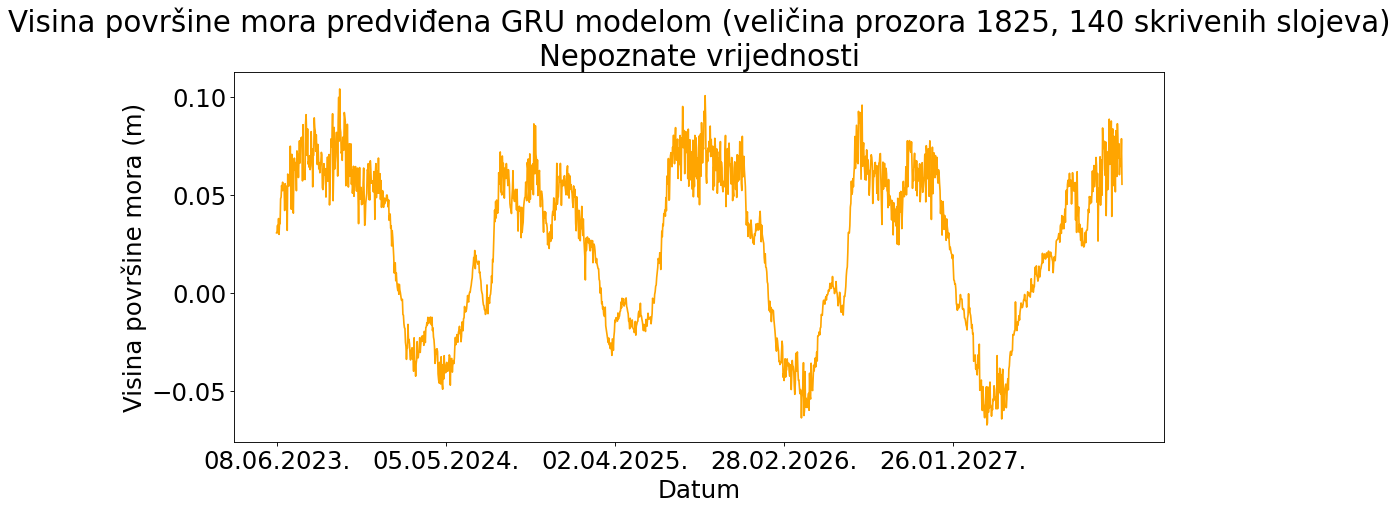 Visina površine mora predviđena GRU modelom (veličina prozora 1825, 140 skrivenih slojeva)
Nepoznate vrijednosti
Visina površine mora (m)
0.10
0.05
0.00
−0.05
08.06.2023. 05.05.2024. 02.04.2025. 28.02.2026. 26.01.2027.
Datum